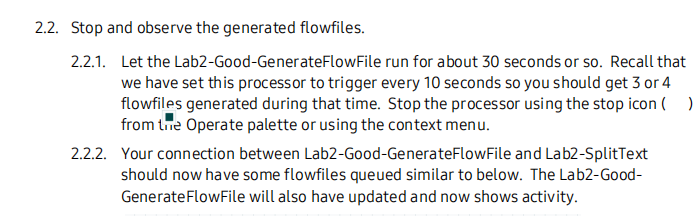 2.2. Stop and observe the generated flowfiles.
2.2.1. Let the Lab2-Good-GenerateFlowFile run for about 30 seconds or so. Recall that
we have set this processor to trigger every 10 seconds so you should get 3 or 4
flowfiles generated during that time. Stop the processor using the stop icon ( )
from the Operate palette or using the context menu.
2.2.2. Your connection between Lab2-Good-GenerateFlowFile and Lab2-SplitText
should now have some flowfiles queued similar to below. The Lab2-Good-
GenerateFlowFile will also have updated and now shows activity.